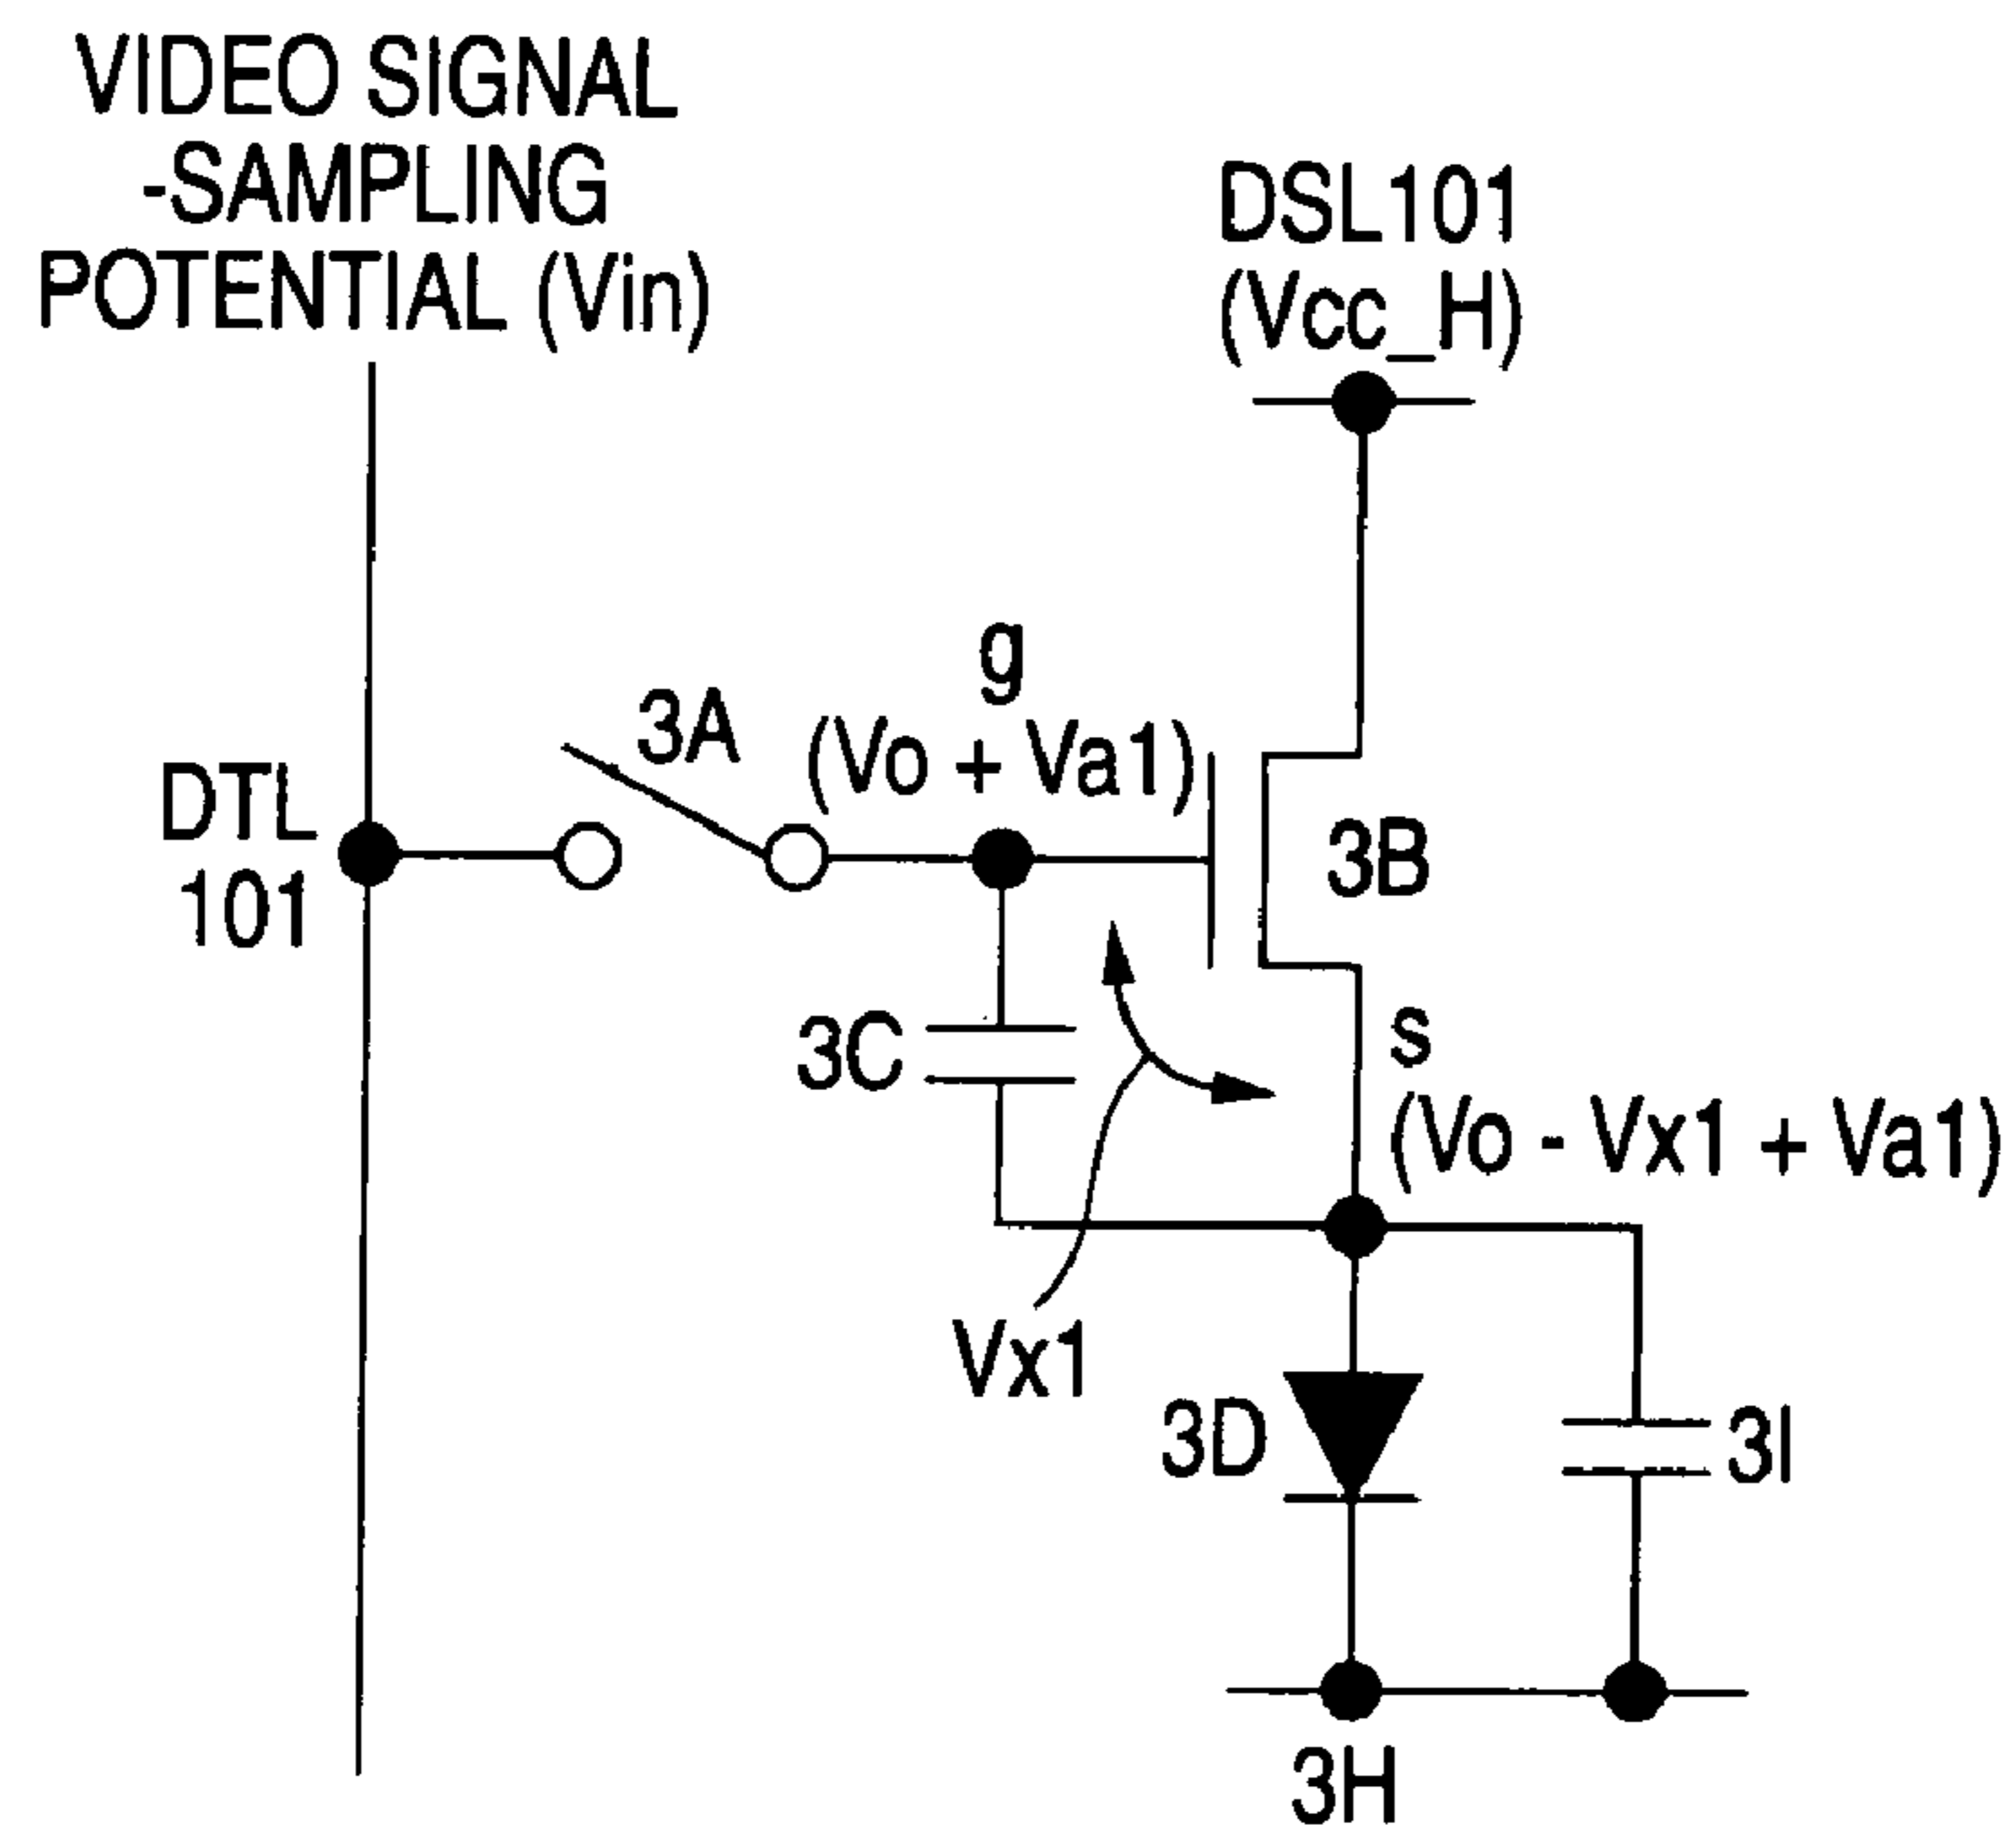 VIDEO SIGNAL
-SAMPLING
POTENTIAL (Vin)
DSL101
(Vcc_H)
g
3A
(Vo + Va1)
DTL
101
3B
3C
s
(Vo - Vx1 + Va1)
Vx1
3D
3I
3H